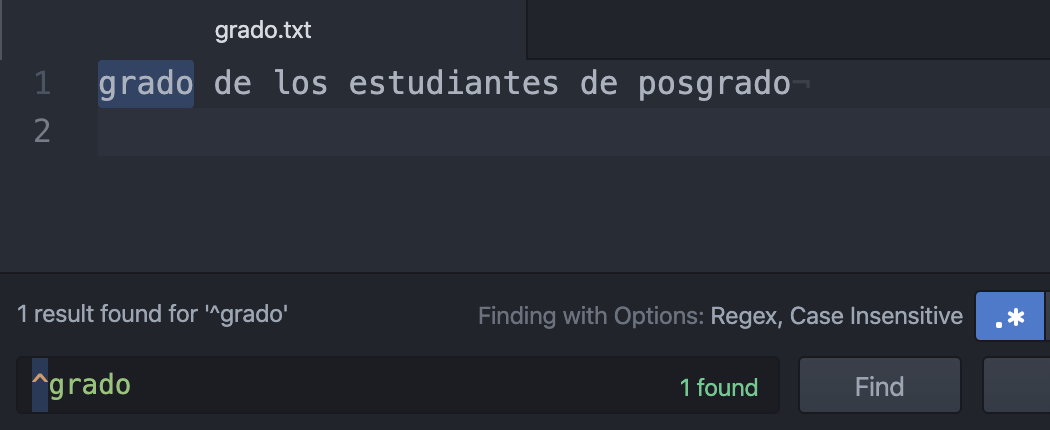 grado.txt
1 grado de los estudiantes de posgrado¬
2
1 result found for '^grado' Finding with Options: Regex, Case Insensitive .*
^grado 1 found Find